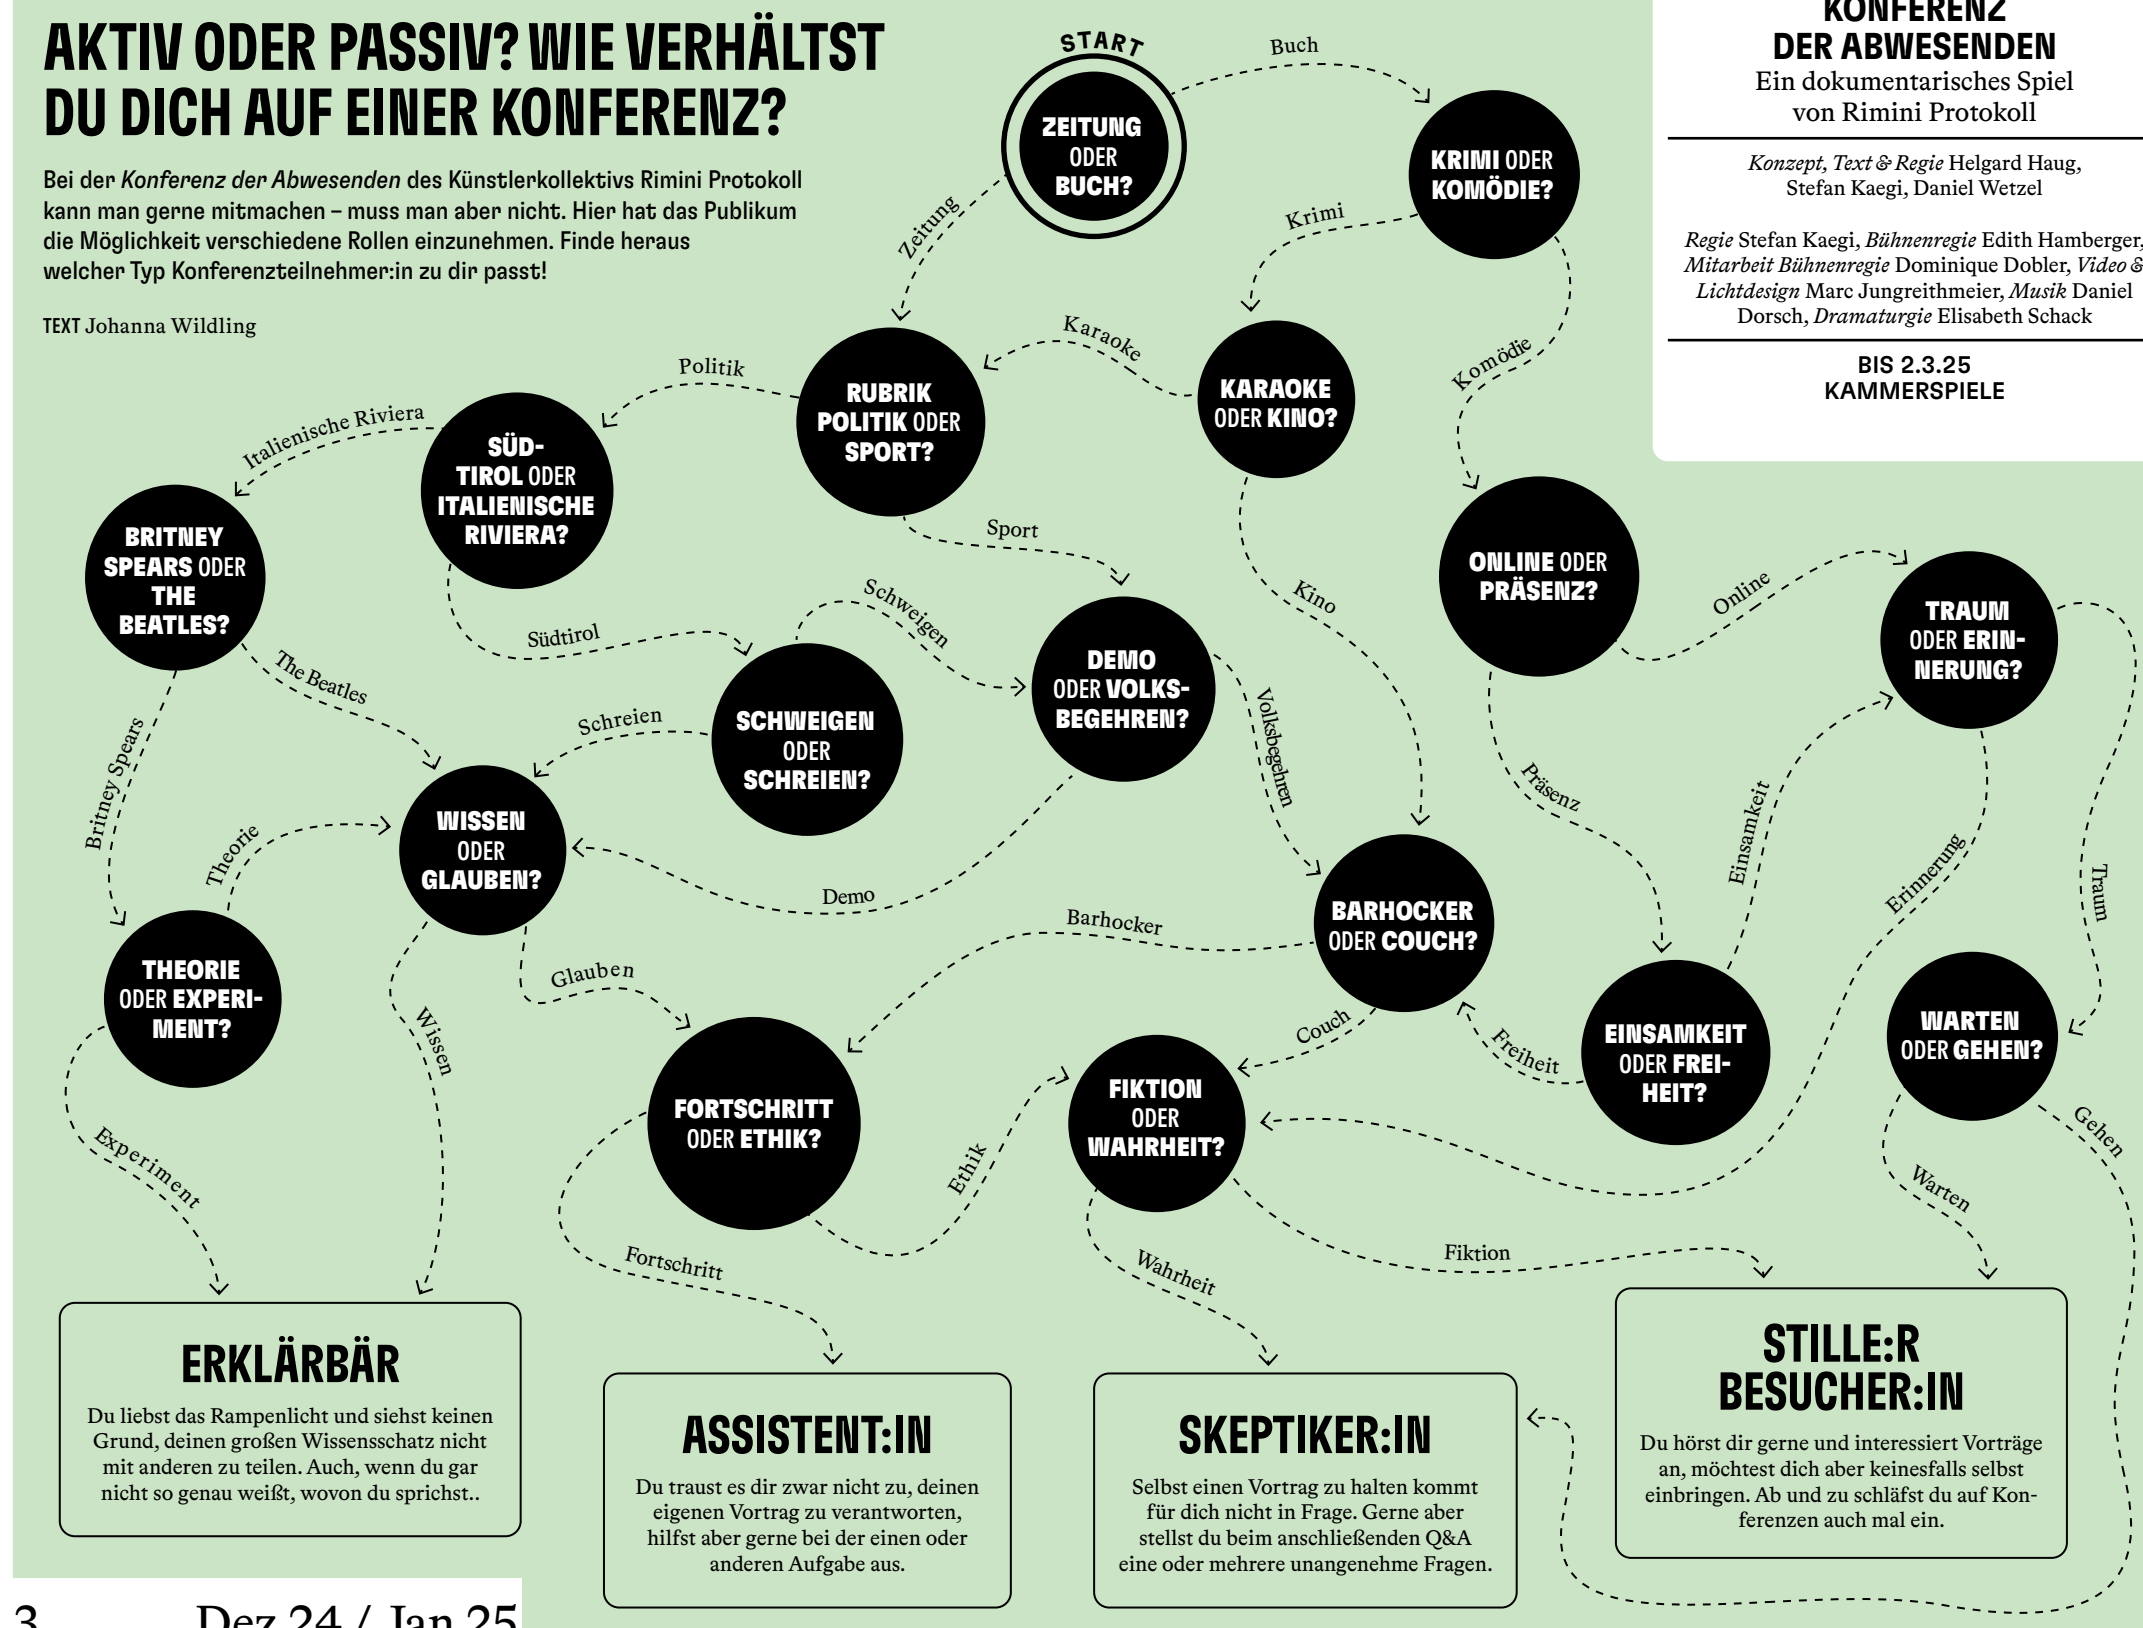 AKTIV ODER PASSIV? WIE VERHÄLTST
DU DICH AUF EINER KONFERENZ?
Bei der Konferenz der Abwesenden des Künstlerkollektivs Rimini Protokoll
kann man gerne mitmachen – muss man aber nicht. Hier hat das Publikum
die Möglichkeit verschiedene Rollen einzunehmen. Finde heraus
welcher Typ Konferenzteilnehmer:in zu dir passt!
TEXT Johanna Wildling
KONFERENZ
DER ABWESENDEN
Ein dokumentarisches Spiel
von Rimini Protokoll
Konzept, Text & Regie Helgard Haug,
Stefan Kaegi, Daniel Wetzel
Regie Stefan Kaegi, Bühnenregie Edith Hamberger,
Mitarbeit Bühnenregie Dominique Dobler, Video &
Lichtdesign Marc Jungreithmeier, Musik Daniel
Dorsch, Dramaturgie Elisabeth Schack
BIS 2.3.25
KAMMERSPIELE
START
ZEITUNG
ODER
BUCH?
Buch
Zeitung
KRIMI ODER
KOMÖDIE?
Krimi
Komödie
KARAOKE
ODER KINO?
Karaoke
Kino
RUBRIK
POLITIK ODER
SPORT?
Politik
Sport
SÜD-
TIROL ODER
ITALIENISCHE
RIVIERA?
Italienische Riviera
Südtirol
BRITNEY
SPEARS ODER
THE
BEATLES?
The Beatles
Britney Spears
ONLINE ODER
PRÄSENZ?
Online
Präsenz
TRAUM
ODER ERIN-
NERUNG?
Traum
Erinnerung
SCHWEIGEN
ODER
SCHREIEN?
Schweigen
Schreien
DEMO
ODER VOLKS-
BEGEHREN?
Volksbegehren
Demo
WISSEN
ODER
GLAUBEN?
Wissen
Glauben
THEORIE
ODER EXPERI-
MENT?
Theorie
Experiment
BARHOCKER
ODER COUCH?
Barhocker
Couch
EINSAMKEIT
ODER FREI-
HEIT?
Einsamkeit
Freiheit
WARTEN
ODER GEHEN?
Warten
Gehen
FORTSCHRITT
ODER ETHIK?
Fortschritt
Ethik
FIKTION
ODER
WAHRHEIT?
Wahrheit
Fiktion
ERKLÄRBÄR
Du liebst das Rampenlicht und siehst keinen
Grund, deinen großen Wissensschatz nicht
mit anderen zu teilen. Auch, wenn du gar
nicht so genau weißt, wovon du sprichst..
ASSISTENT:IN
Du traust es dir zwar nicht zu, deinen
eigenen Vortrag zu verantworten,
hilfst aber gerne bei der einen oder
anderen Aufgabe aus.
SKEPTIKER:IN
Selbst einen Vortrag zu halten kommt
für dich nicht in Frage. Gerne aber
stellst du beim anschließenden Q&A
eine oder mehrere unangenehme Fragen.
STILLE:R
BESUCHER:IN
Du hörst dir gerne und interessiert Vorträge
an, möchtest dich aber keinesfalls selbst
einbringen. Ab und zu schläfst du auf Kon-
ferenzen auch mal ein.
3
Dez 24 / Jan 25